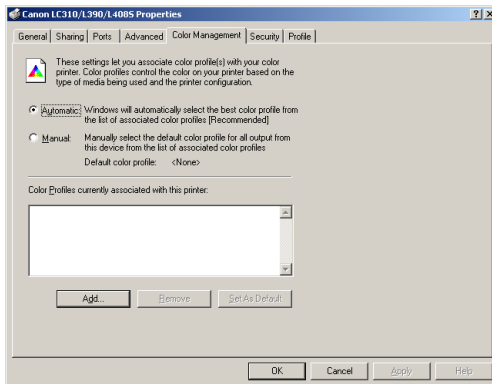 Canon LC310/L390/L408S Properties
General Sharing Ports Advanced Color Management Security Profile
These settings let you associate color profile(s) with your color
printer. Color profiles control the color on your printer based on the
type of media being used and the printer configuration.
Automatic: Windows will automatically select the best color profile from
the list of associated color profiles [Recommended]
Manual: Manually select the default color profile for all output from
this device from the list of associated color profiles
Default color profile: <None>
Color Profiles currently associated with this printer:
Add... Remove Set As Default
OK Cancel Apply Help